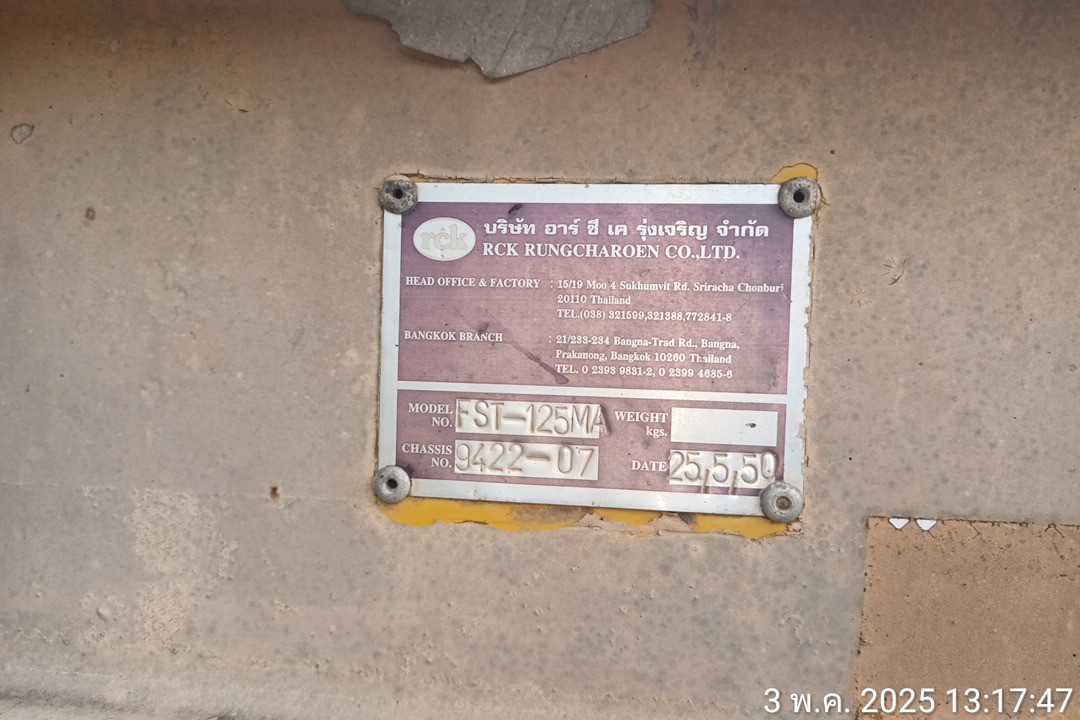 rck
บริษัท อาร์ ซี เค รุ่งเจริญ จำกัด
RCK RUNGCHAROEN CO.,LTD.
HEAD OFFICE & FACTORY : 15/19 Moo 4 Sukhumvit Rd. Sriracha Chonburi
20110 Thailand
TEL.(038) 321599,321388,772841-8
BANGKOK BRANCH : 21/233-234 Bangna-Trad Rd., Bangna,
Prakanong, Bangkok 10260 Thailand
TEL. 0 2393 9831-2, 0 2399 4635-6
MODEL NO. FST-125MA WEIGHT kgs.
CHASSIS NO. 9422-07 DATE 25,5,50
3 พ.ค. 2025 13:17:47